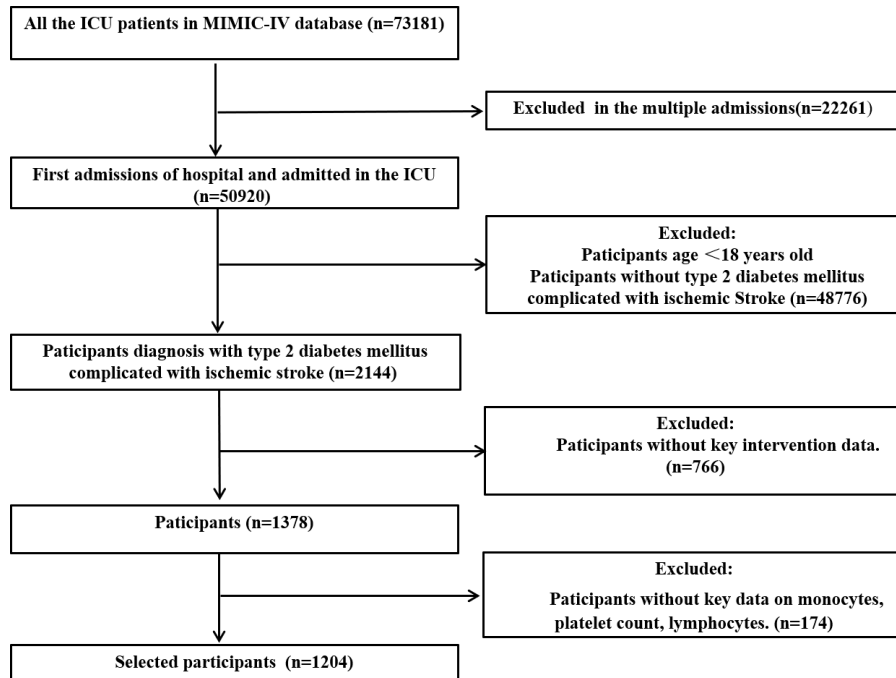 All the ICU patients in MIMIC-IV database (n=73181)
Excluded in the multiple admissions(n=22261)
First admissions of hospital and admitted in the ICU
(n=50920)
Excluded:
Paticipants age <18 years old
Paticipants without type 2 diabetes mellitus
complicated with ischemic Stroke (n=48776)
Paticipants diagnosis with type 2 diabetes mellitus
complicated with ischemic stroke (n=2144)
Excluded:
Paticipants without key intervention data.
(n=766)
Paticipants (n=1378)
Excluded:
Paticipants without key data on monocytes,
platelet count, lymphocytes. (n=174)
Selected participants (n=1204)